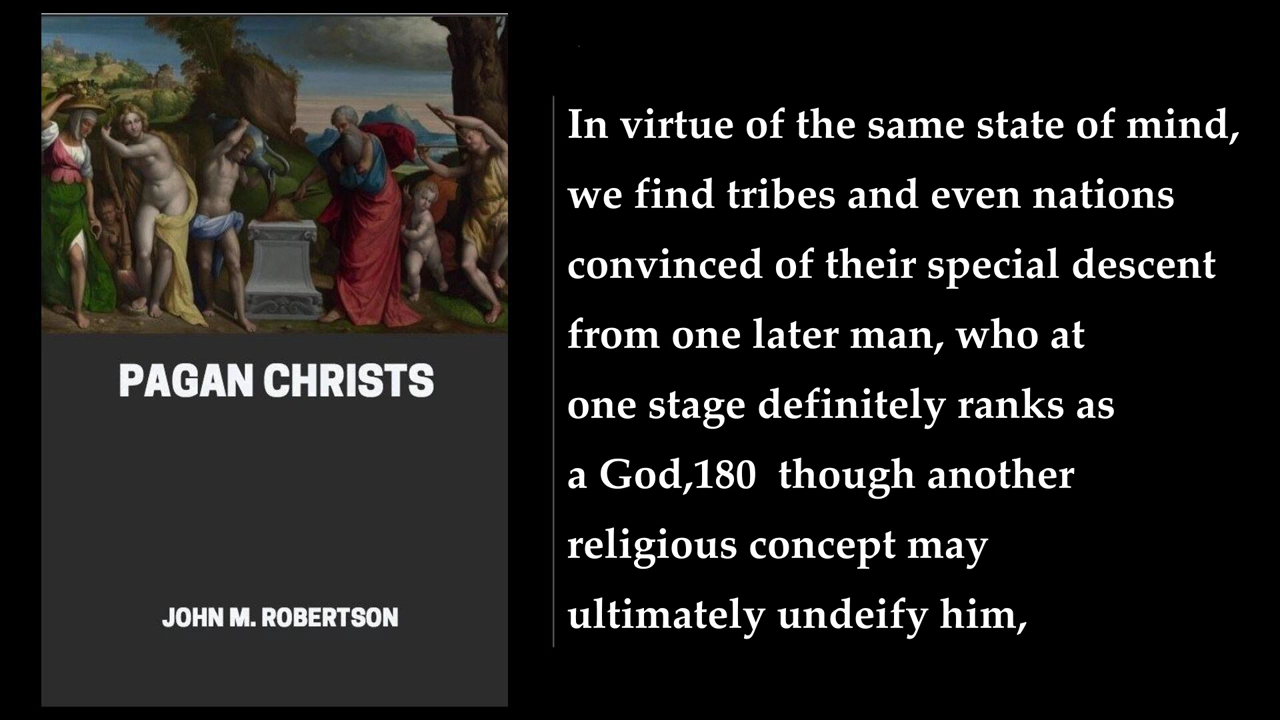 PAGAN CHRISTS
JOHN M. ROBERTSON
In virtue of the same state of mind,
we find tribes and even nations
convinced of their special descent
from one later man, who at
one stage definitely ranks as
a God,180  though another
religious concept may
ultimately undeify him,